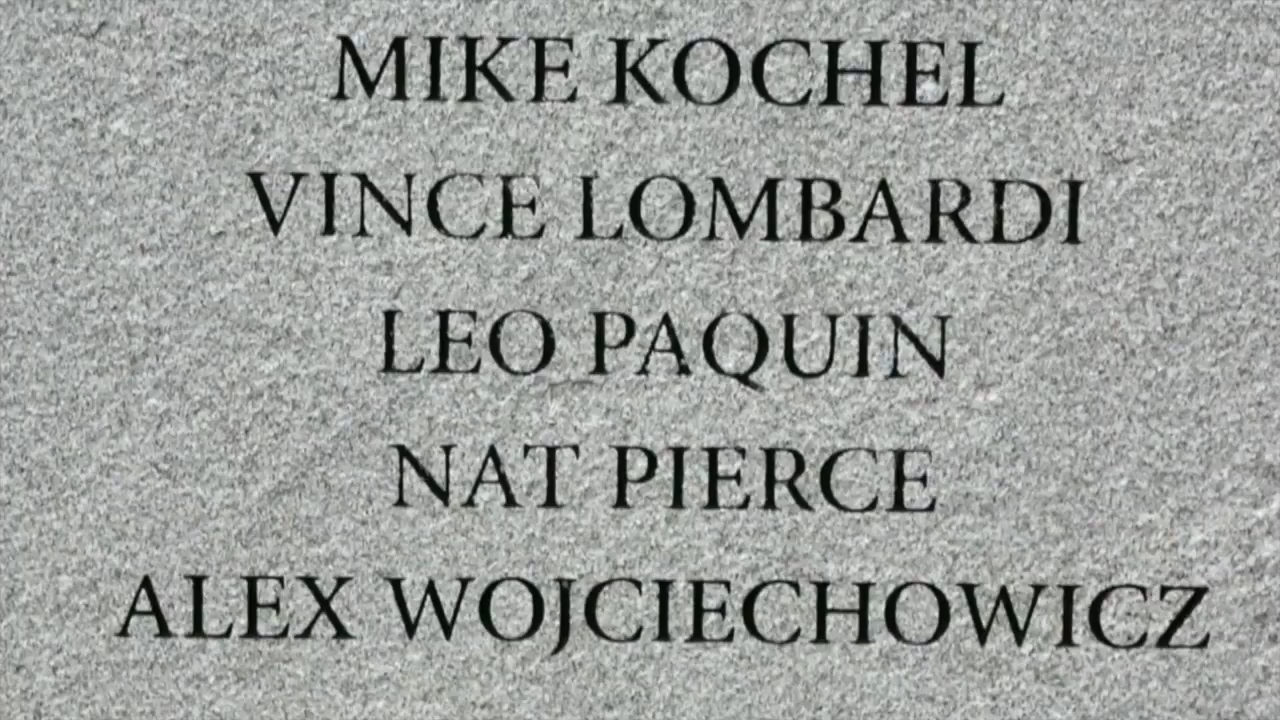 MIKE KOCHEL
VINCE LOMBARDI
LEO PAQUIN
NAT PIERCE
ALEX WOJCIECHOWICZ